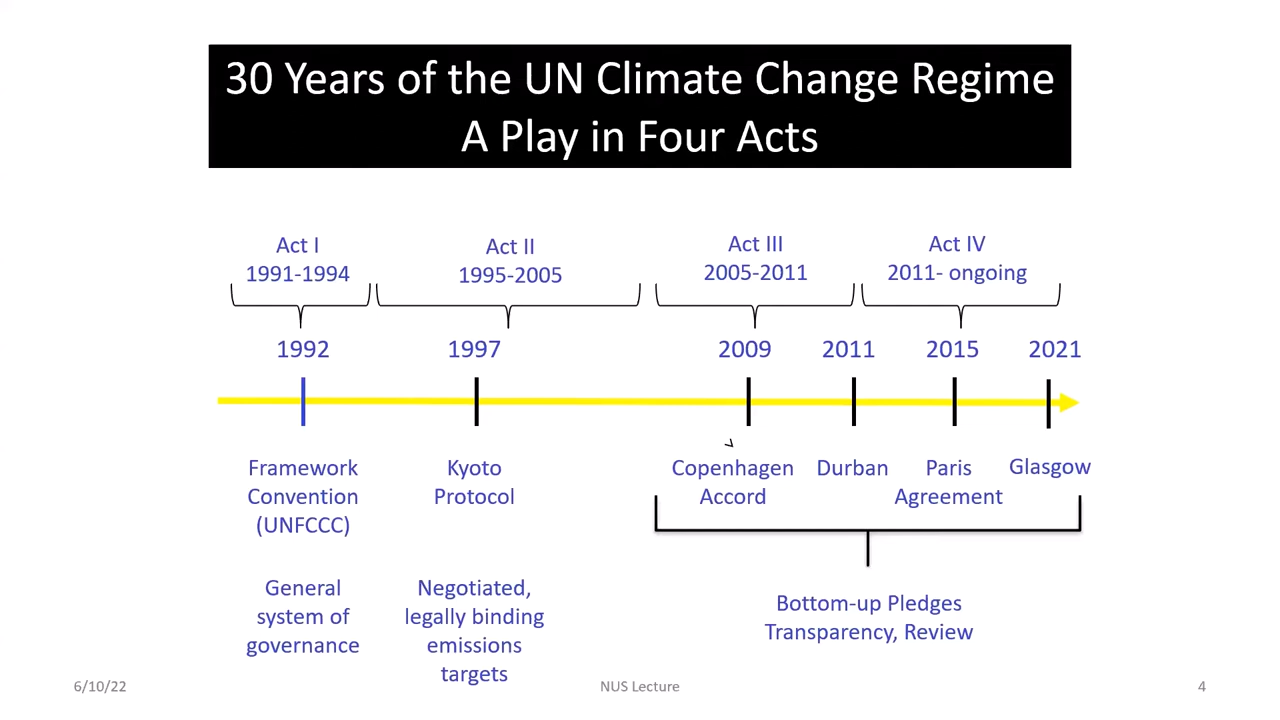 30 Years of the UN Climate Change Regime
A Play in Four Acts
Act I
1991-1994
Act II
1995-2005
Act III
2005-2011
Act IV
2011- ongoing
1992
1997
2009
2011
2015
2021
Framework
Convention
(UNFCCC)
Kyoto
Protocol
Copenhagen
Accord
Durban
Paris
Agreement
Glasgow
General
system of
governance
Negotiated,
legally binding
emissions
targets
Bottom-up Pledges
Transparency, Review
6/10/22
NUS Lecture
4